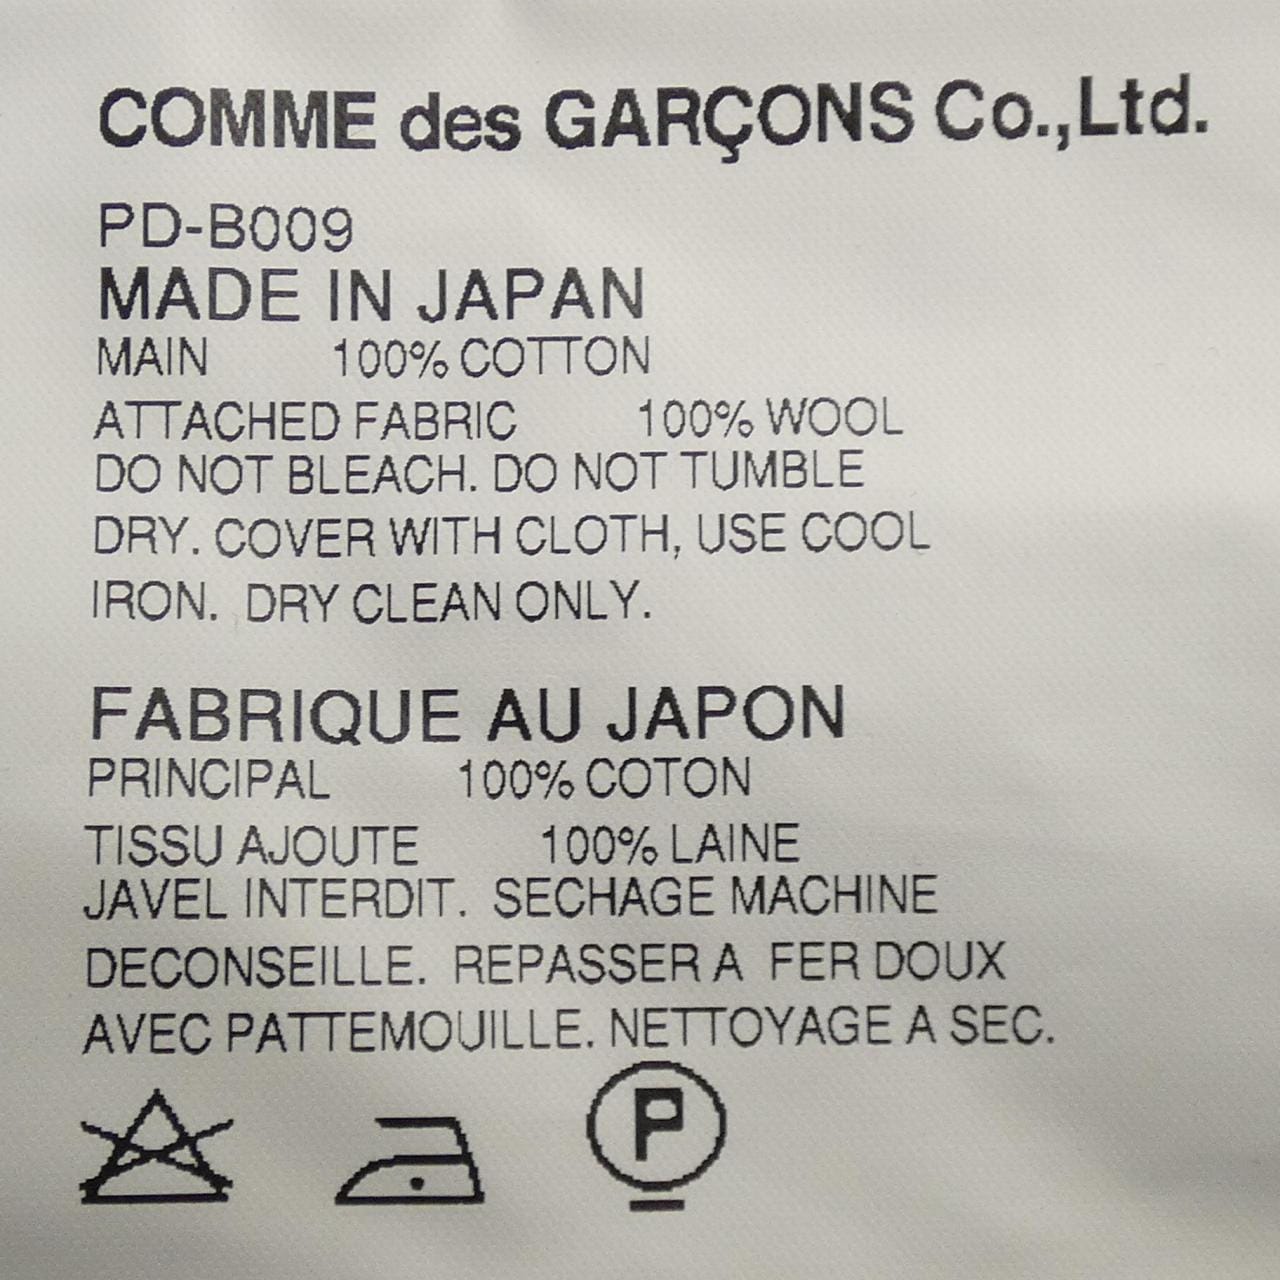 COMME des GARÇONS Co.,Ltd.
PD-B009
MADE IN JAPAN
MAIN 100% COTTON
ATTACHED FABRIC 100% WOOL
DO NOT BLEACH. DO NOT TUMBLE
DRY. COVER WITH CLOTH, USE COOL
IRON. DRY CLEAN ONLY.
FABRIQUE AU JAPON
PRINCIPAL 100% COTON
TISSU AJOUTE 100% LAINE
JAVEL INTERDIT. SECHAGE MACHINE
DECONSEILLE. REPASSER A FER DOUX
AVEC PATTEMOUILLE. NETTOYAGE A SEC.
P